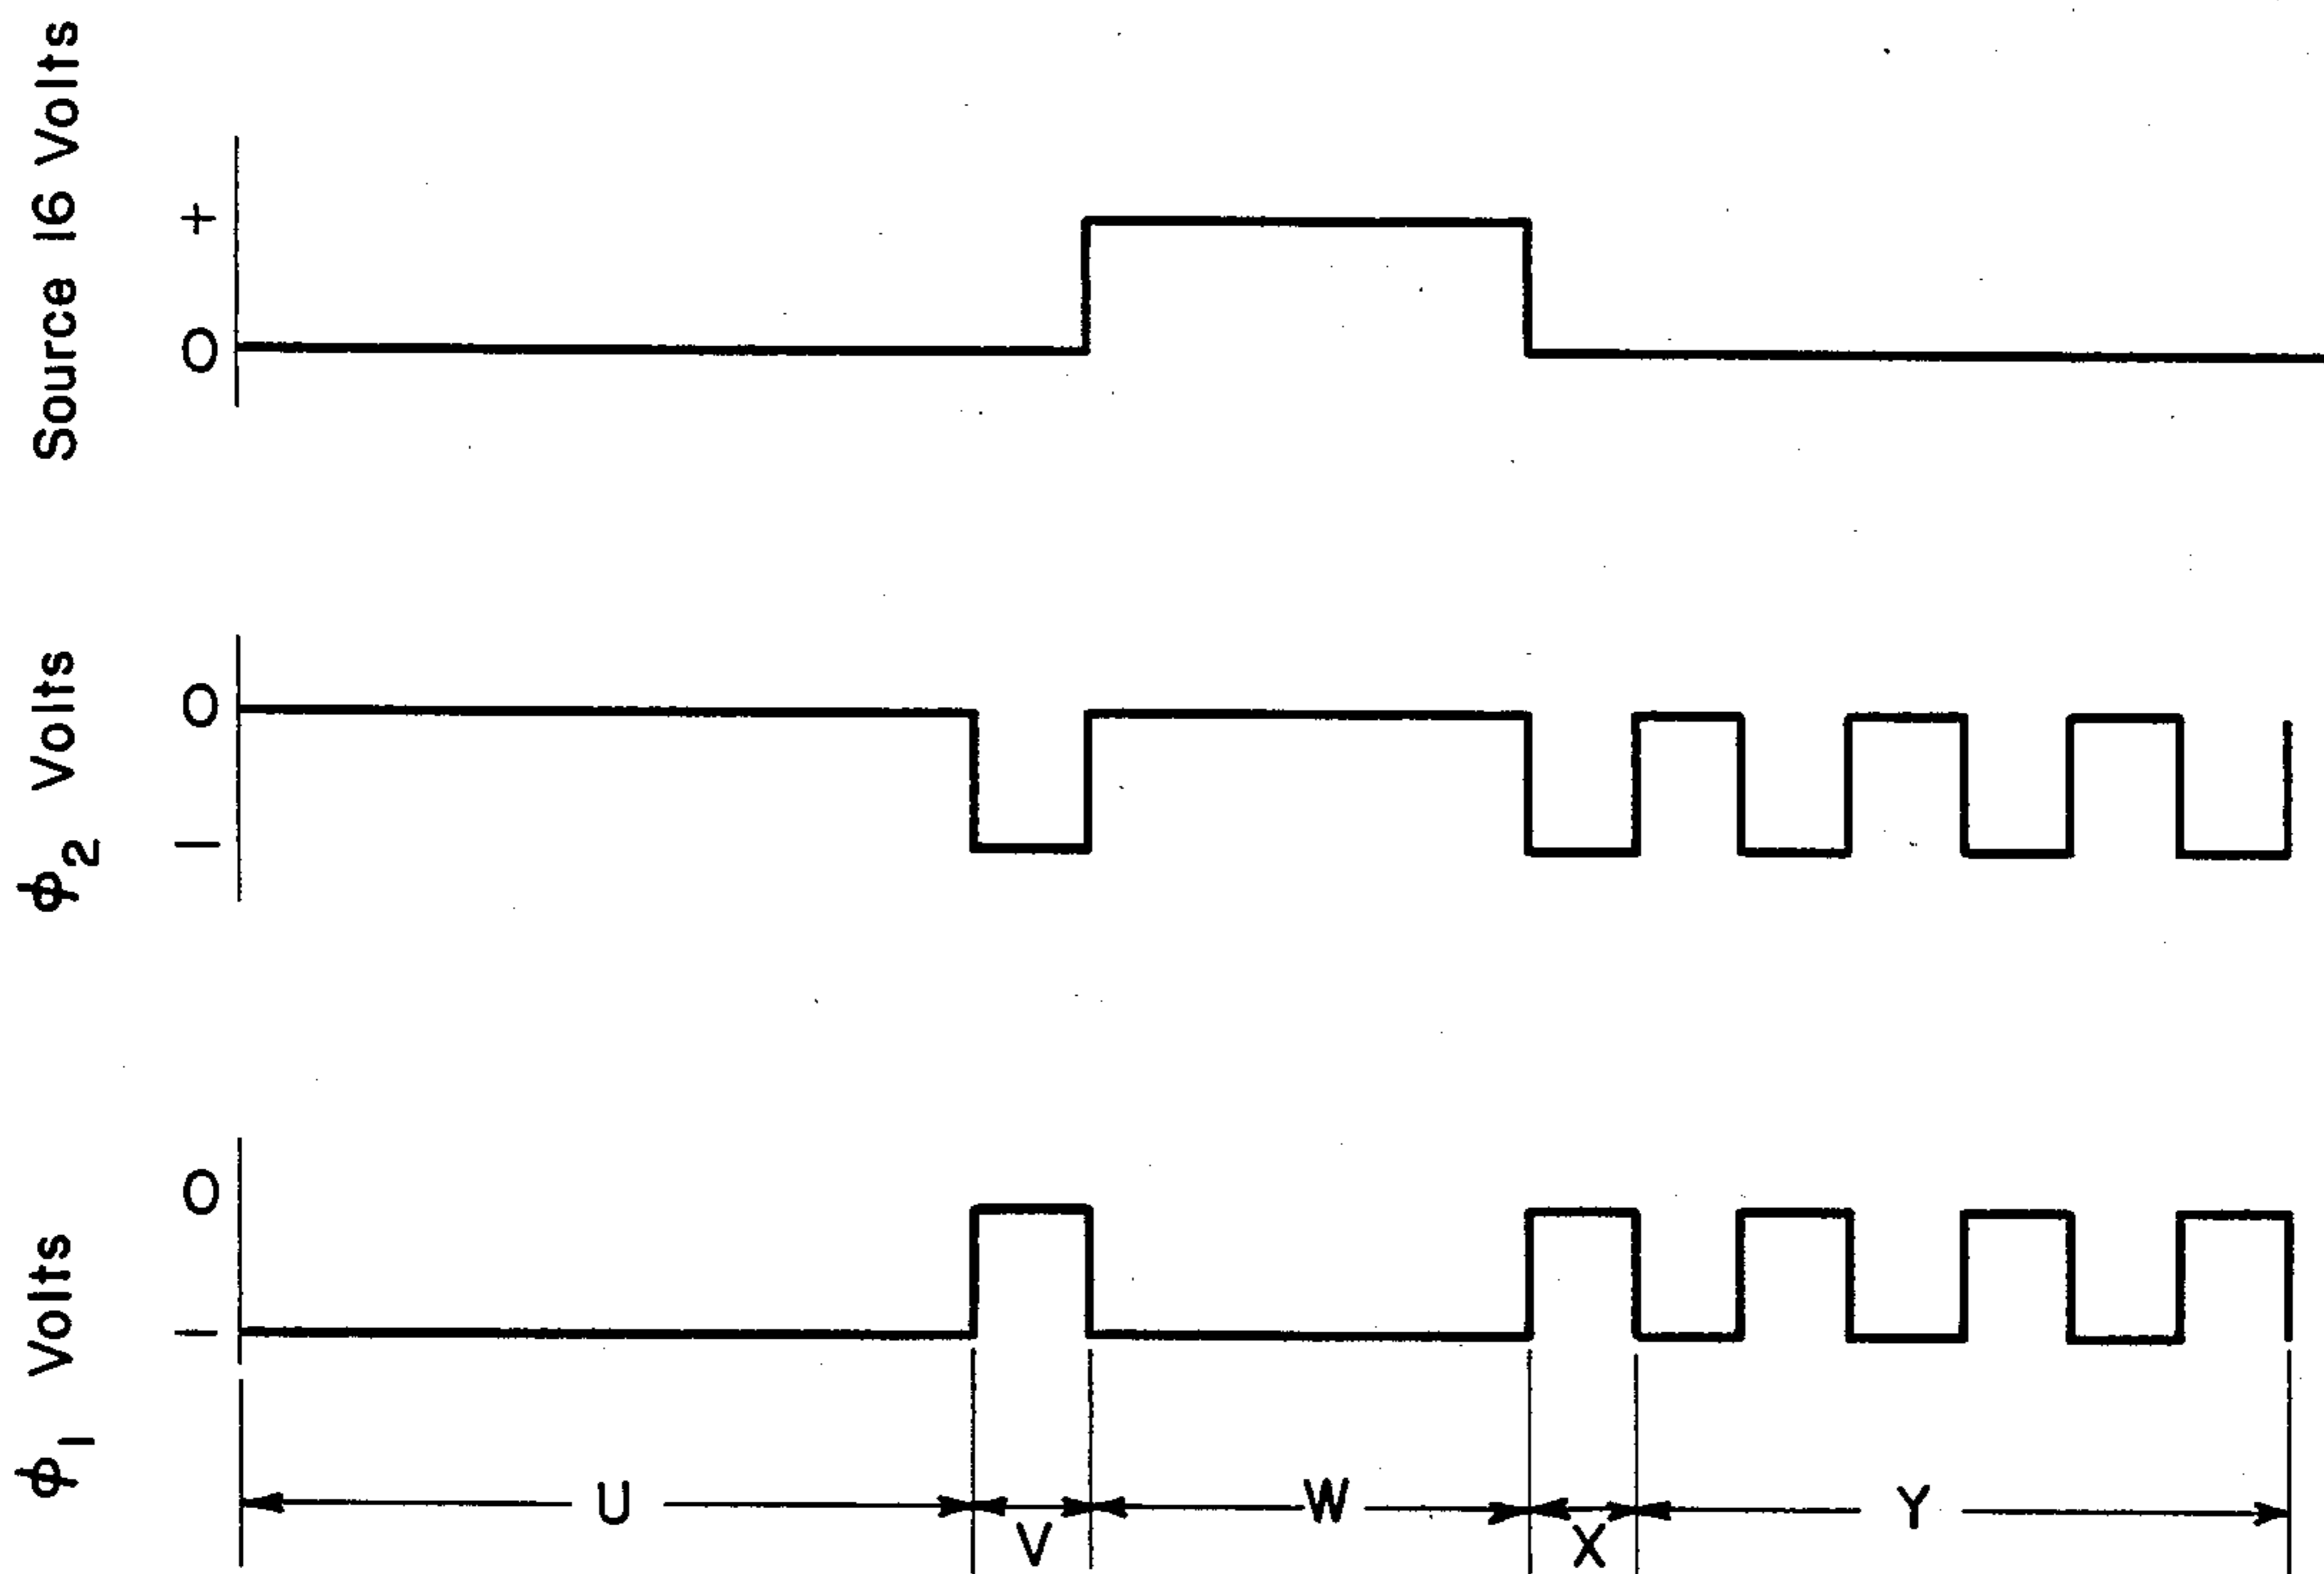 Source 16 Volts
+
0
ϕ2 Volts
0
−
ϕ1 Volts
0
−
U
V
W
X
Y